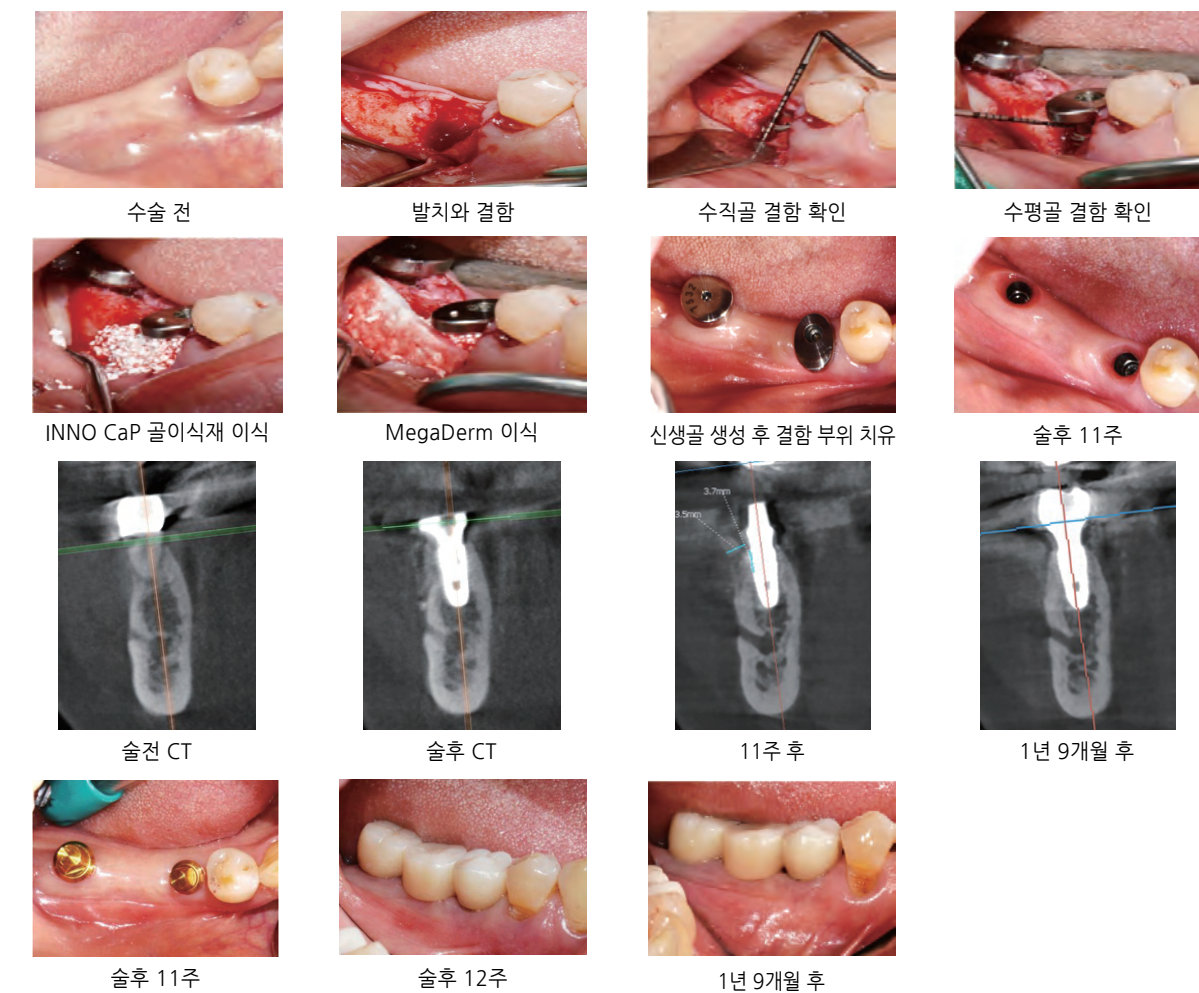 수술 전
발치와 결함
수직골 결함 확인
수평골 결함 확인
INNO CaP 골이식재 이식
MegaDerm 이식
신생골 생성 후 결함 부위 치유
술후 11주
3.7mm
3.5mm
술전 CT
술후 CT
11주 후
1년 9개월 후
술후 11주
술후 12주
1년 9개월 후